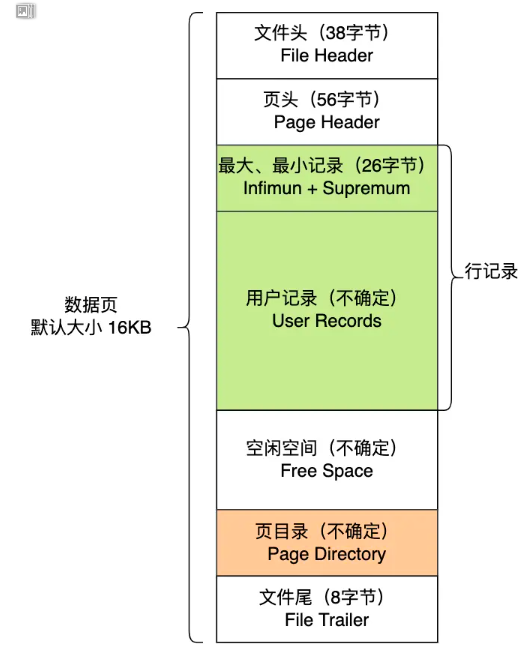 文件头（38字节）
File Header
页头（56字节）
Page Header
最大、最小记录（26字节）
Infimun + Supremum
行记录
用户记录（不确定）
User Records
数据页
默认大小 16KB
空闲空间（不确定）
Free Space
页目录（不确定）
Page Directory
文件尾（8字节）
File Trailer